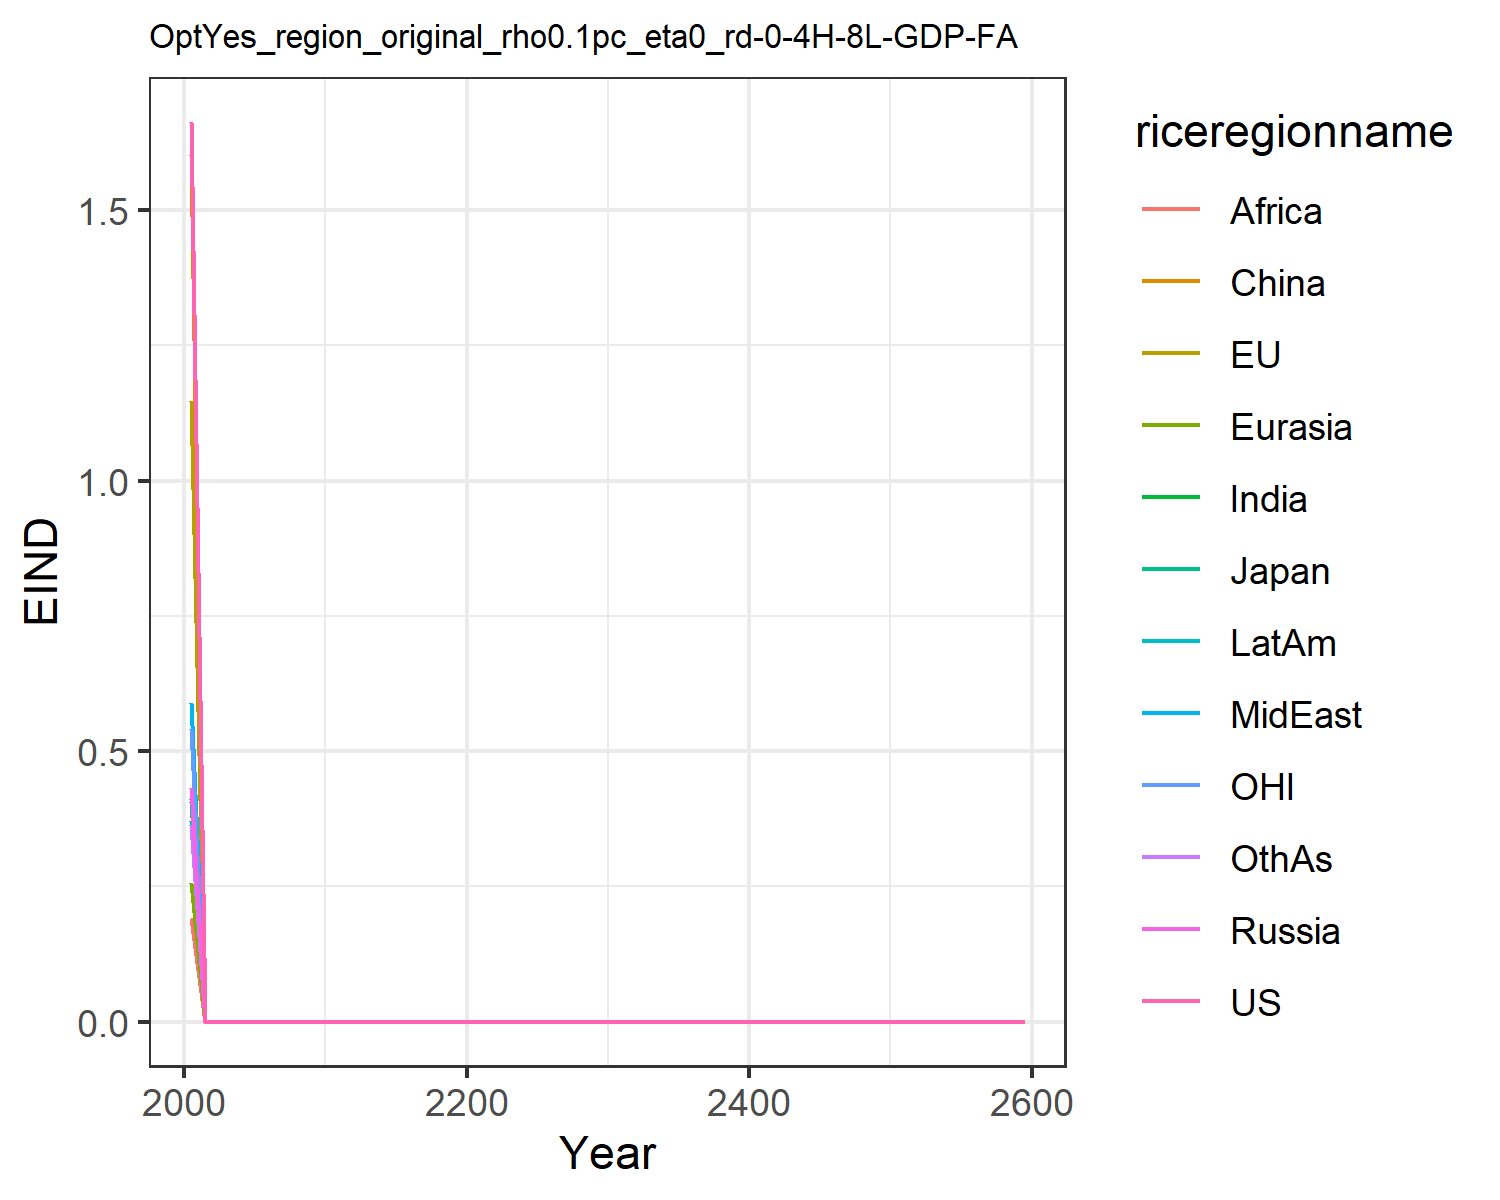 OptYes_region_original_rho0.1pc_eta0_rd-0-4H-8L-GDP-FA
EIND
1.5
1.0
0.5
0.0
2000
2200
2400
2600
Year
riceregionname
Africa
China
EU
Eurasia
India
Japan
LatAm
MidEast
OHI
OthAs
Russia
US